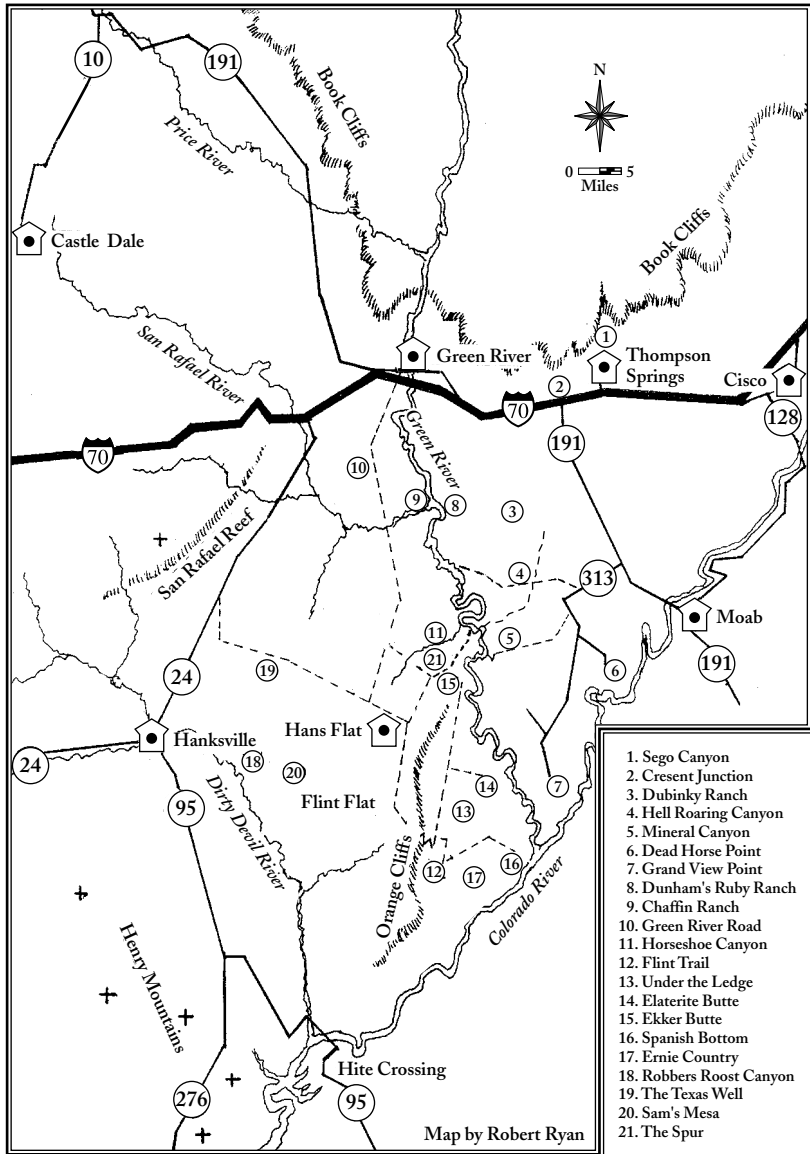 10
191
Book Cliffs
N
0 5
Miles
Price River
Book Cliffs
Castle Dale
San Rafael River
Green River
1
Thompson
Springs
Cisco
2
70
128
191
70
Green River
10
9
8
3
San Rafael Reef
4
313
11
5
Moab
21
24
19
15
6
191
Hans Flat
Hanksville
24
18
20
14
7
Flint Flat
13
95
Dirty Devil River
Orange Cliffs
12
17
16
Colorado River
Henry Mountains
Hite Crossing
276
95
Map by Robert Ryan
1. Sego Canyon
2. Cresent Junction
3. Dubinky Ranch
4. Hell Roaring Canyon
5. Mineral Canyon
6. Dead Horse Point
7. Grand View Point
8. Dunham's Ruby Ranch
9. Chaffin Ranch
10. Green River Road
11. Horseshoe Canyon
12. Flint Trail
13. Under the Ledge
14. Elaterite Butte
15. Ekker Butte
16. Spanish Bottom
17. Ernie Country
18. Robbers Roost Canyon
19. The Texas Well
20. Sam's Mesa
21. The Spur